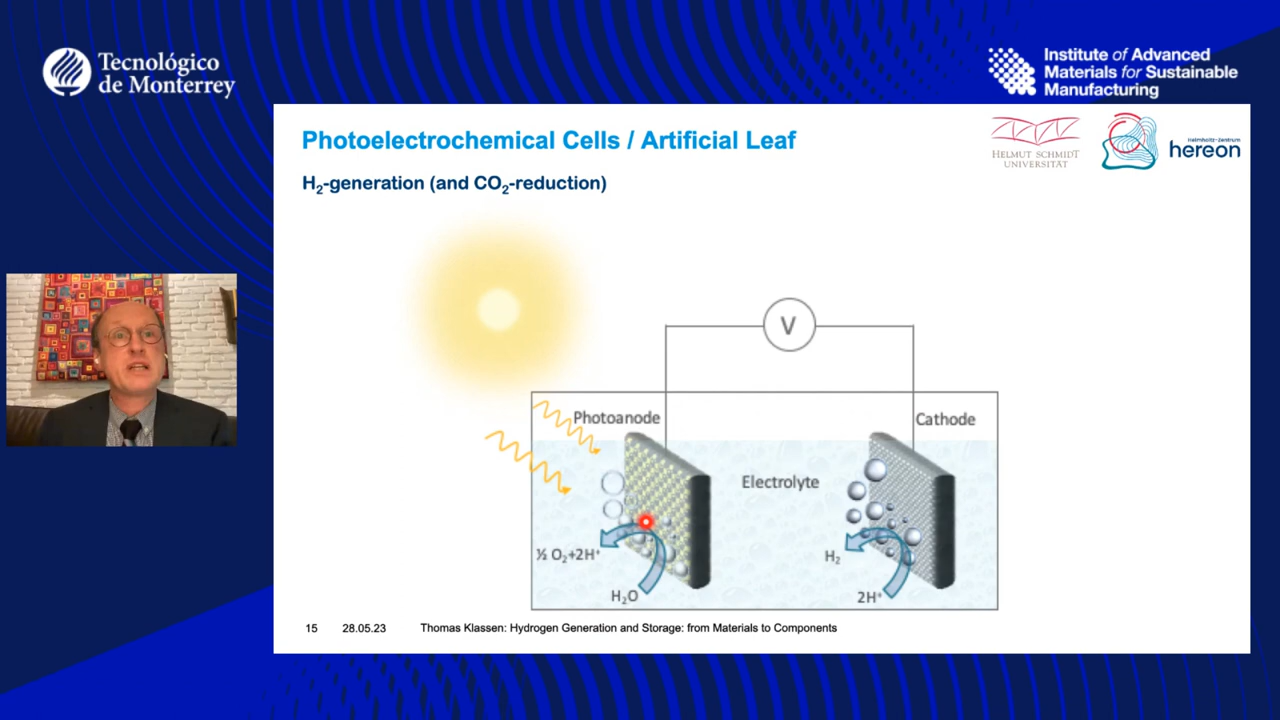 Tecnológico
de Monterrey
Institute of Advanced
Materials for Sustainable
Manufacturing
Photoelectrochemical Cells / Artificial Leaf
HELMUT SCHMIDT
UNIVERSITÄT
Helmholtz-Zentrum
hereon
H₂-generation (and CO₂-reduction)
V
Photoanode
Cathode
Electrolyte
½ O₂+2H⁺
H₂O
H₂
2H⁺
15 28.05.23 Thomas Klassen: Hydrogen Generation and Storage: from Materials to Components